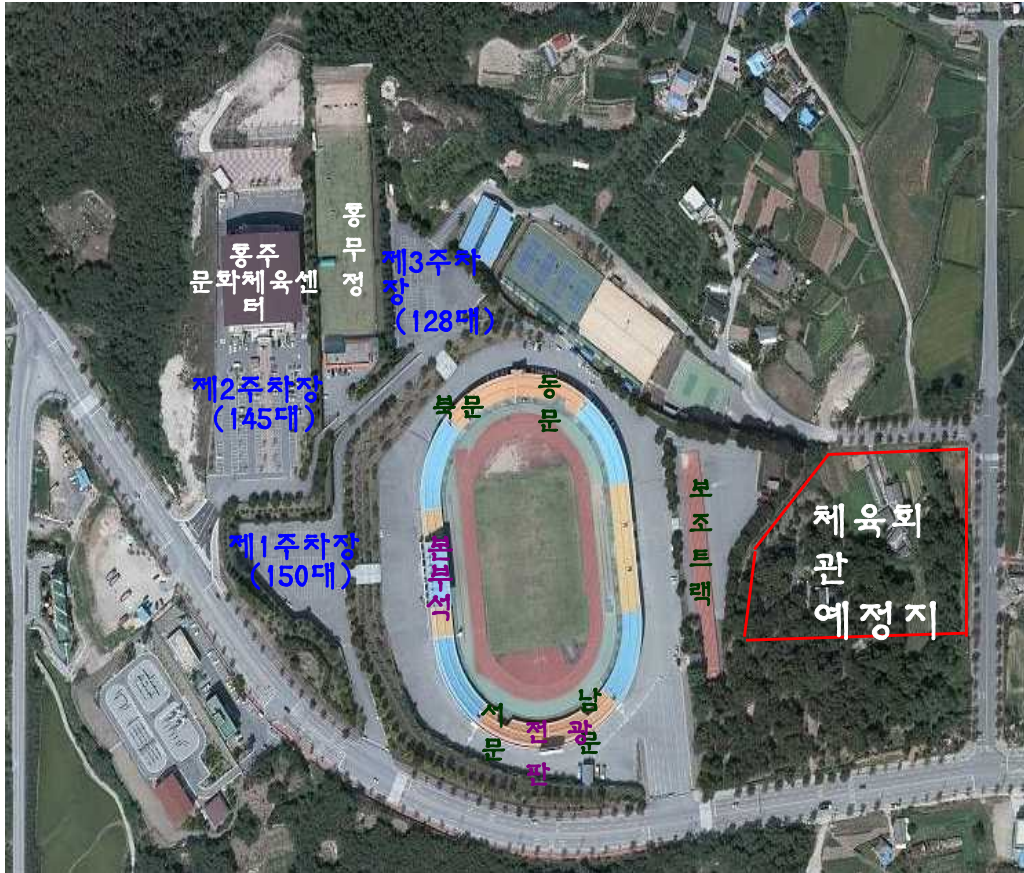 홍무정
홍주
문화체육센
터
제3주차
장
(128대)
제2주차장
(145대)
북문
동문
보조트랙
체육회
관
예정지
제1주차장
(150대)
본부석
서문
전광판
남문